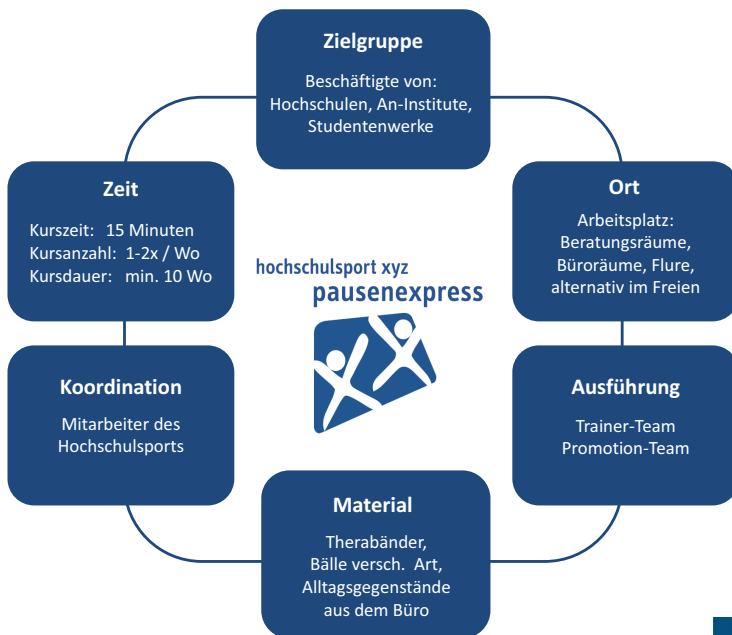 Zielgruppe
Beschäftigte von:
Hochschulen, An-Institute,
Studentenwerke
Zeit
Kurszeit: 15 Minuten
Kursanzahl: 1-2x / Wo
Kursdauer: min. 10 Wo
Ort
Arbeitsplatz:
Beratungsräume,
Büroräume, Flure,
alternativ im Freien
hochschulsport xyz
pausenexpress
Koordination
Mitarbeiter des
Hochschulsports
Ausführung
Trainer-Team
Promotion-Team
Material
Therabänder,
Bälle versch. Art,
Alltagsgegenstände
aus dem Büro